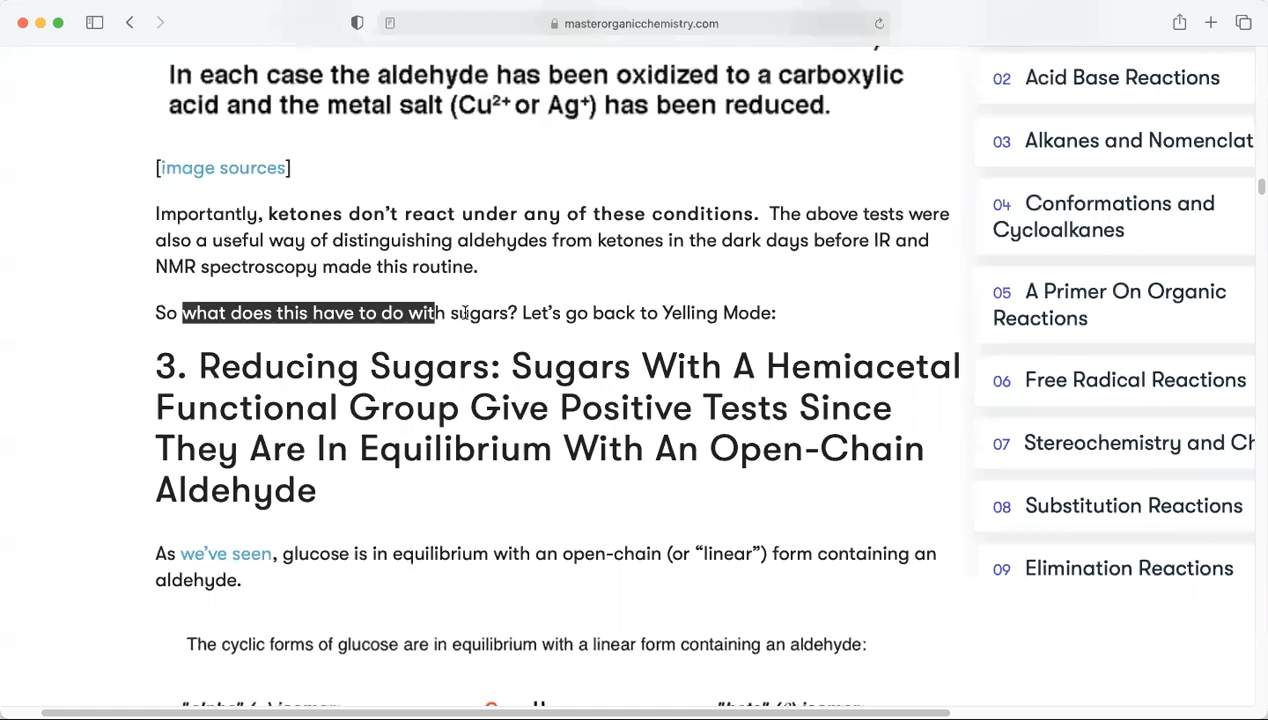 masterorganicchemistry.com
In each case the aldehyde has been oxidized to a carboxylic
acid and the metal salt (Cu²⁺ or Ag⁺) has been reduced.
[image sources]
Importantly, ketones don't react under any of these conditions. The above tests were
also a useful way of distinguishing aldehydes from ketones in the dark days before IR and
NMR spectroscopy made this routine.
So what does this have to do with sugars? Let's go back to Yelling Mode:
3. Reducing Sugars: Sugars With A Hemiacetal
Functional Group Give Positive Tests Since
They Are In Equilibrium With An Open-Chain
Aldehyde
As we've seen, glucose is in equilibrium with an open-chain (or “linear”) form containing an
aldehyde.
The cyclic forms of glucose are in equilibrium with a linear form containing an aldehyde:
02 Acid Base Reactions
03 Alkanes and Nomenclat
04 Conformations and
Cycloalkanes
05 A Primer On Organic
Reactions
06 Free Radical Reactions
07 Stereochemistry and Ch
08 Substitution Reactions
09 Elimination Reactions